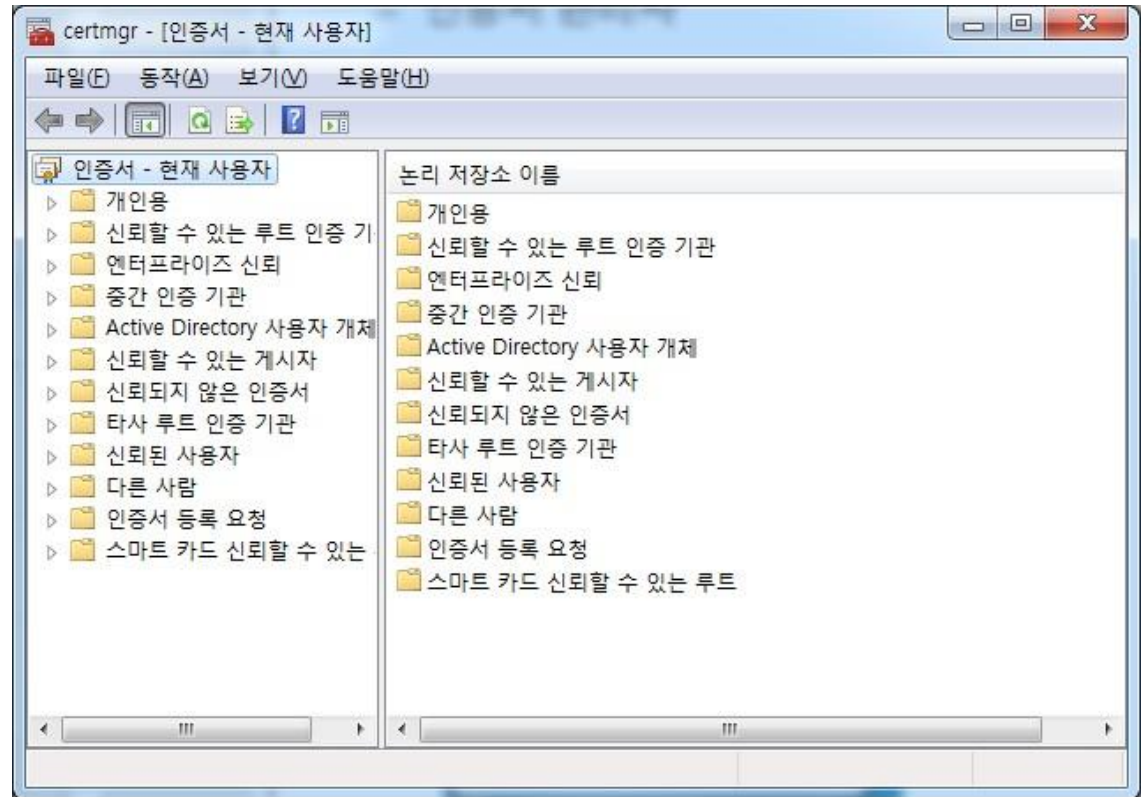 certmgr - [인증서 - 현재 사용자]
파일(F) 동작(A) 보기(V) 도움말(H)
인증서 - 현재 사용자
개인용
신뢰할 수 있는 루트 인증 기
엔터프라이즈 신뢰
중간 인증 기관
Active Directory 사용자 개체
신뢰할 수 있는 게시자
신뢰되지 않은 인증서
타사 루트 인증 기관
신뢰된 사용자
다른 사람
인증서 등록 요청
스마트 카드 신뢰할 수 있는
논리 저장소 이름
개인용
신뢰할 수 있는 루트 인증 기관
엔터프라이즈 신뢰
중간 인증 기관
Active Directory 사용자 개체
신뢰할 수 있는 게시자
신뢰되지 않은 인증서
타사 루트 인증 기관
신뢰된 사용자
다른 사람
인증서 등록 요청
스마트 카드 신뢰할 수 있는 루트